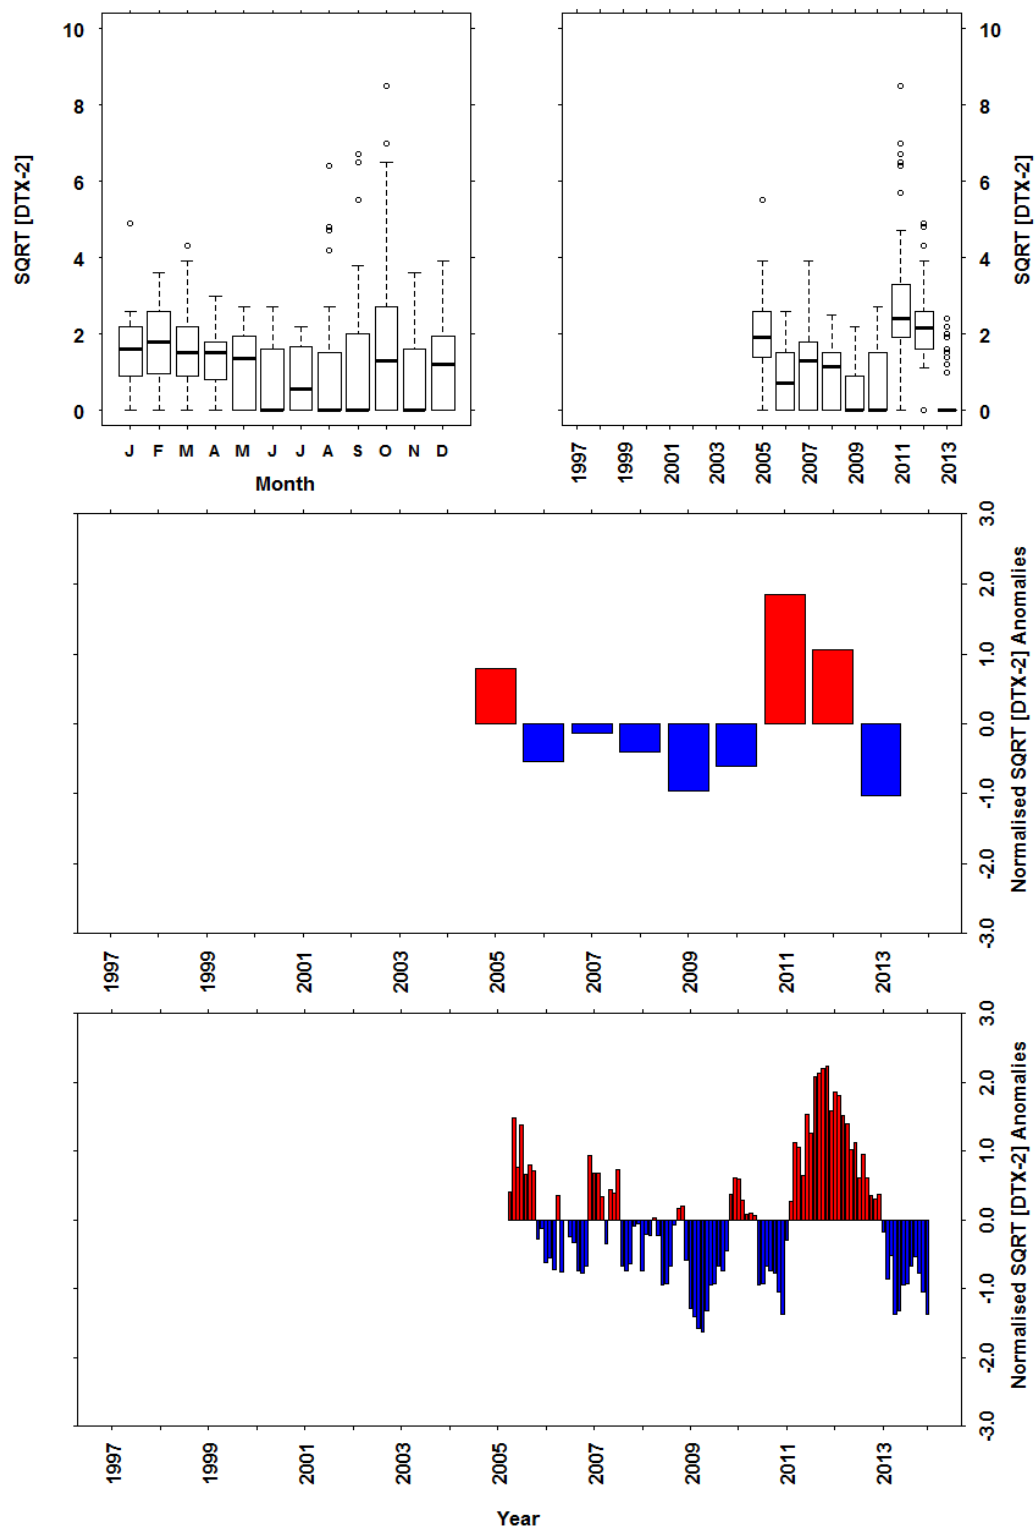 10
8
6
4
2
0
SQRT [DTX-2]
J F M A M J J A S O N D
Month
10
8
6
4
2
0
SQRT [DTX-2]
1997 1999 2001 2003 2005 2007 2009 2011 2013
3.0
2.0
1.0
0.0
-1.0
-2.0
-3.0
Normalised SQRT [DTX-2] Anomalies
1997 1999 2001 2003 2005 2007 2009 2011 2013
3.0
2.0
1.0
0.0
-1.0
-2.0
-3.0
Normalised SQRT [DTX-2] Anomalies
1997 1999 2001 2003 2005 2007 2009 2011 2013
Year